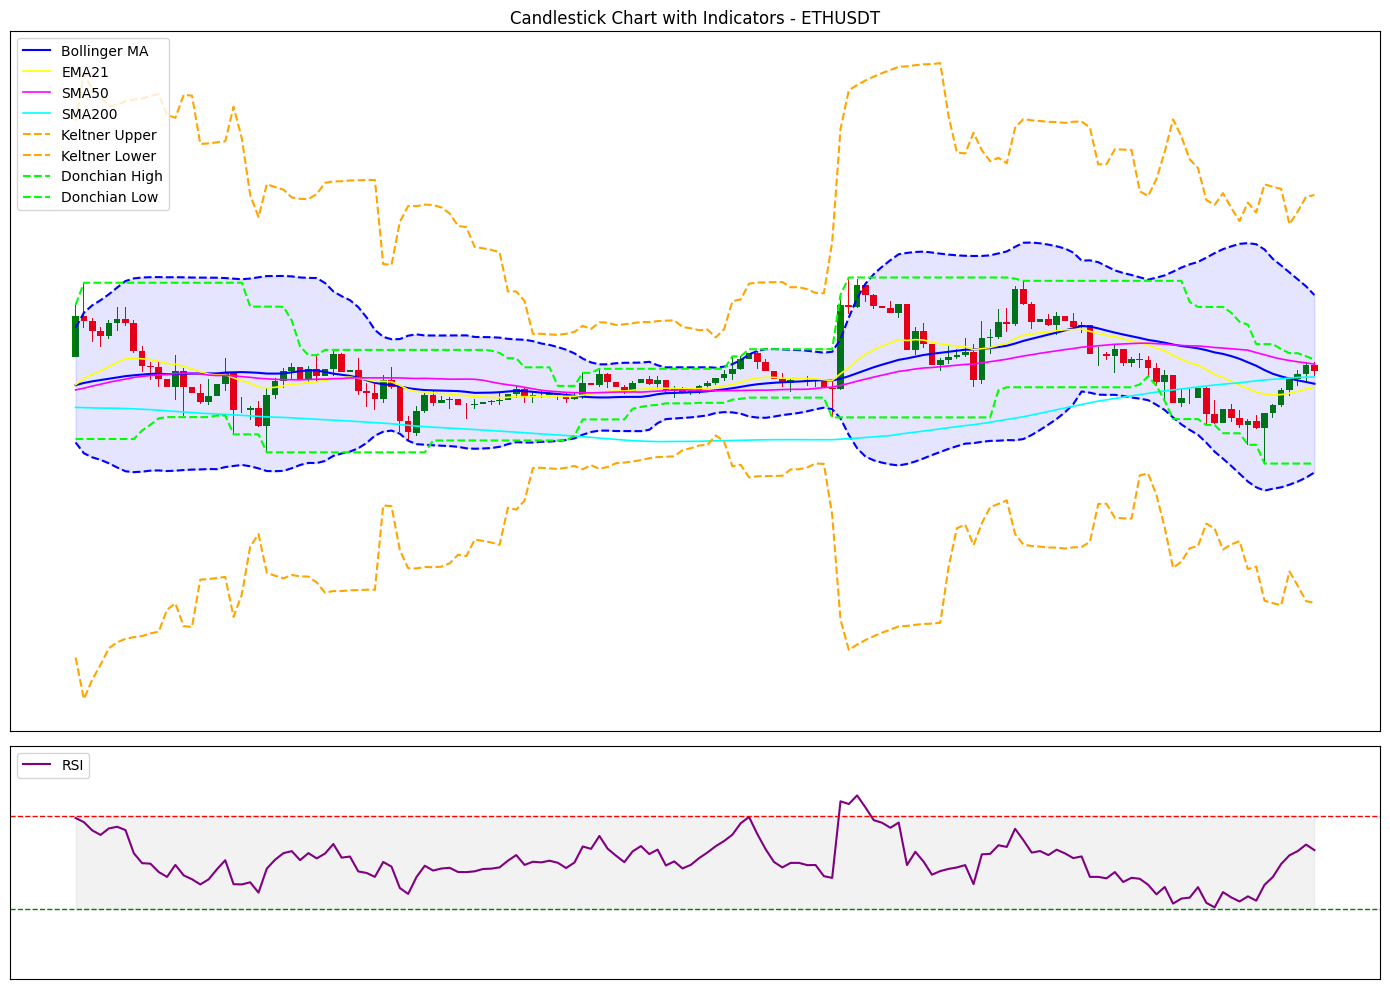 Candlestick Chart with Indicators - ETHUSDT
Bollinger MA
EMA21
SMA50
SMA200
Keltner Upper
Keltner Lower
Donchian High
Donchian Low
RSI